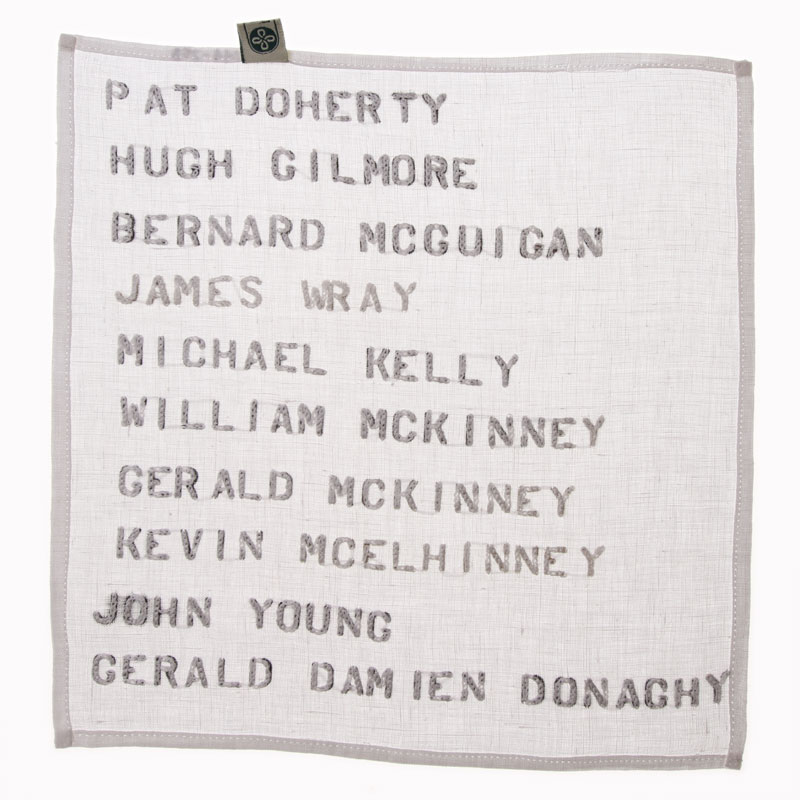 PAT DOHERTY
HUGH GILMORE
BERNARD MCGUIGAN
JAMES WRAY
MICHAEL KELLY
WILLIAM MCKINNEY
GERALD MCKINNEY
KEVIN MCELHINNEY
JOHN YOUNG
GERALD DAMIEN DONAGHY